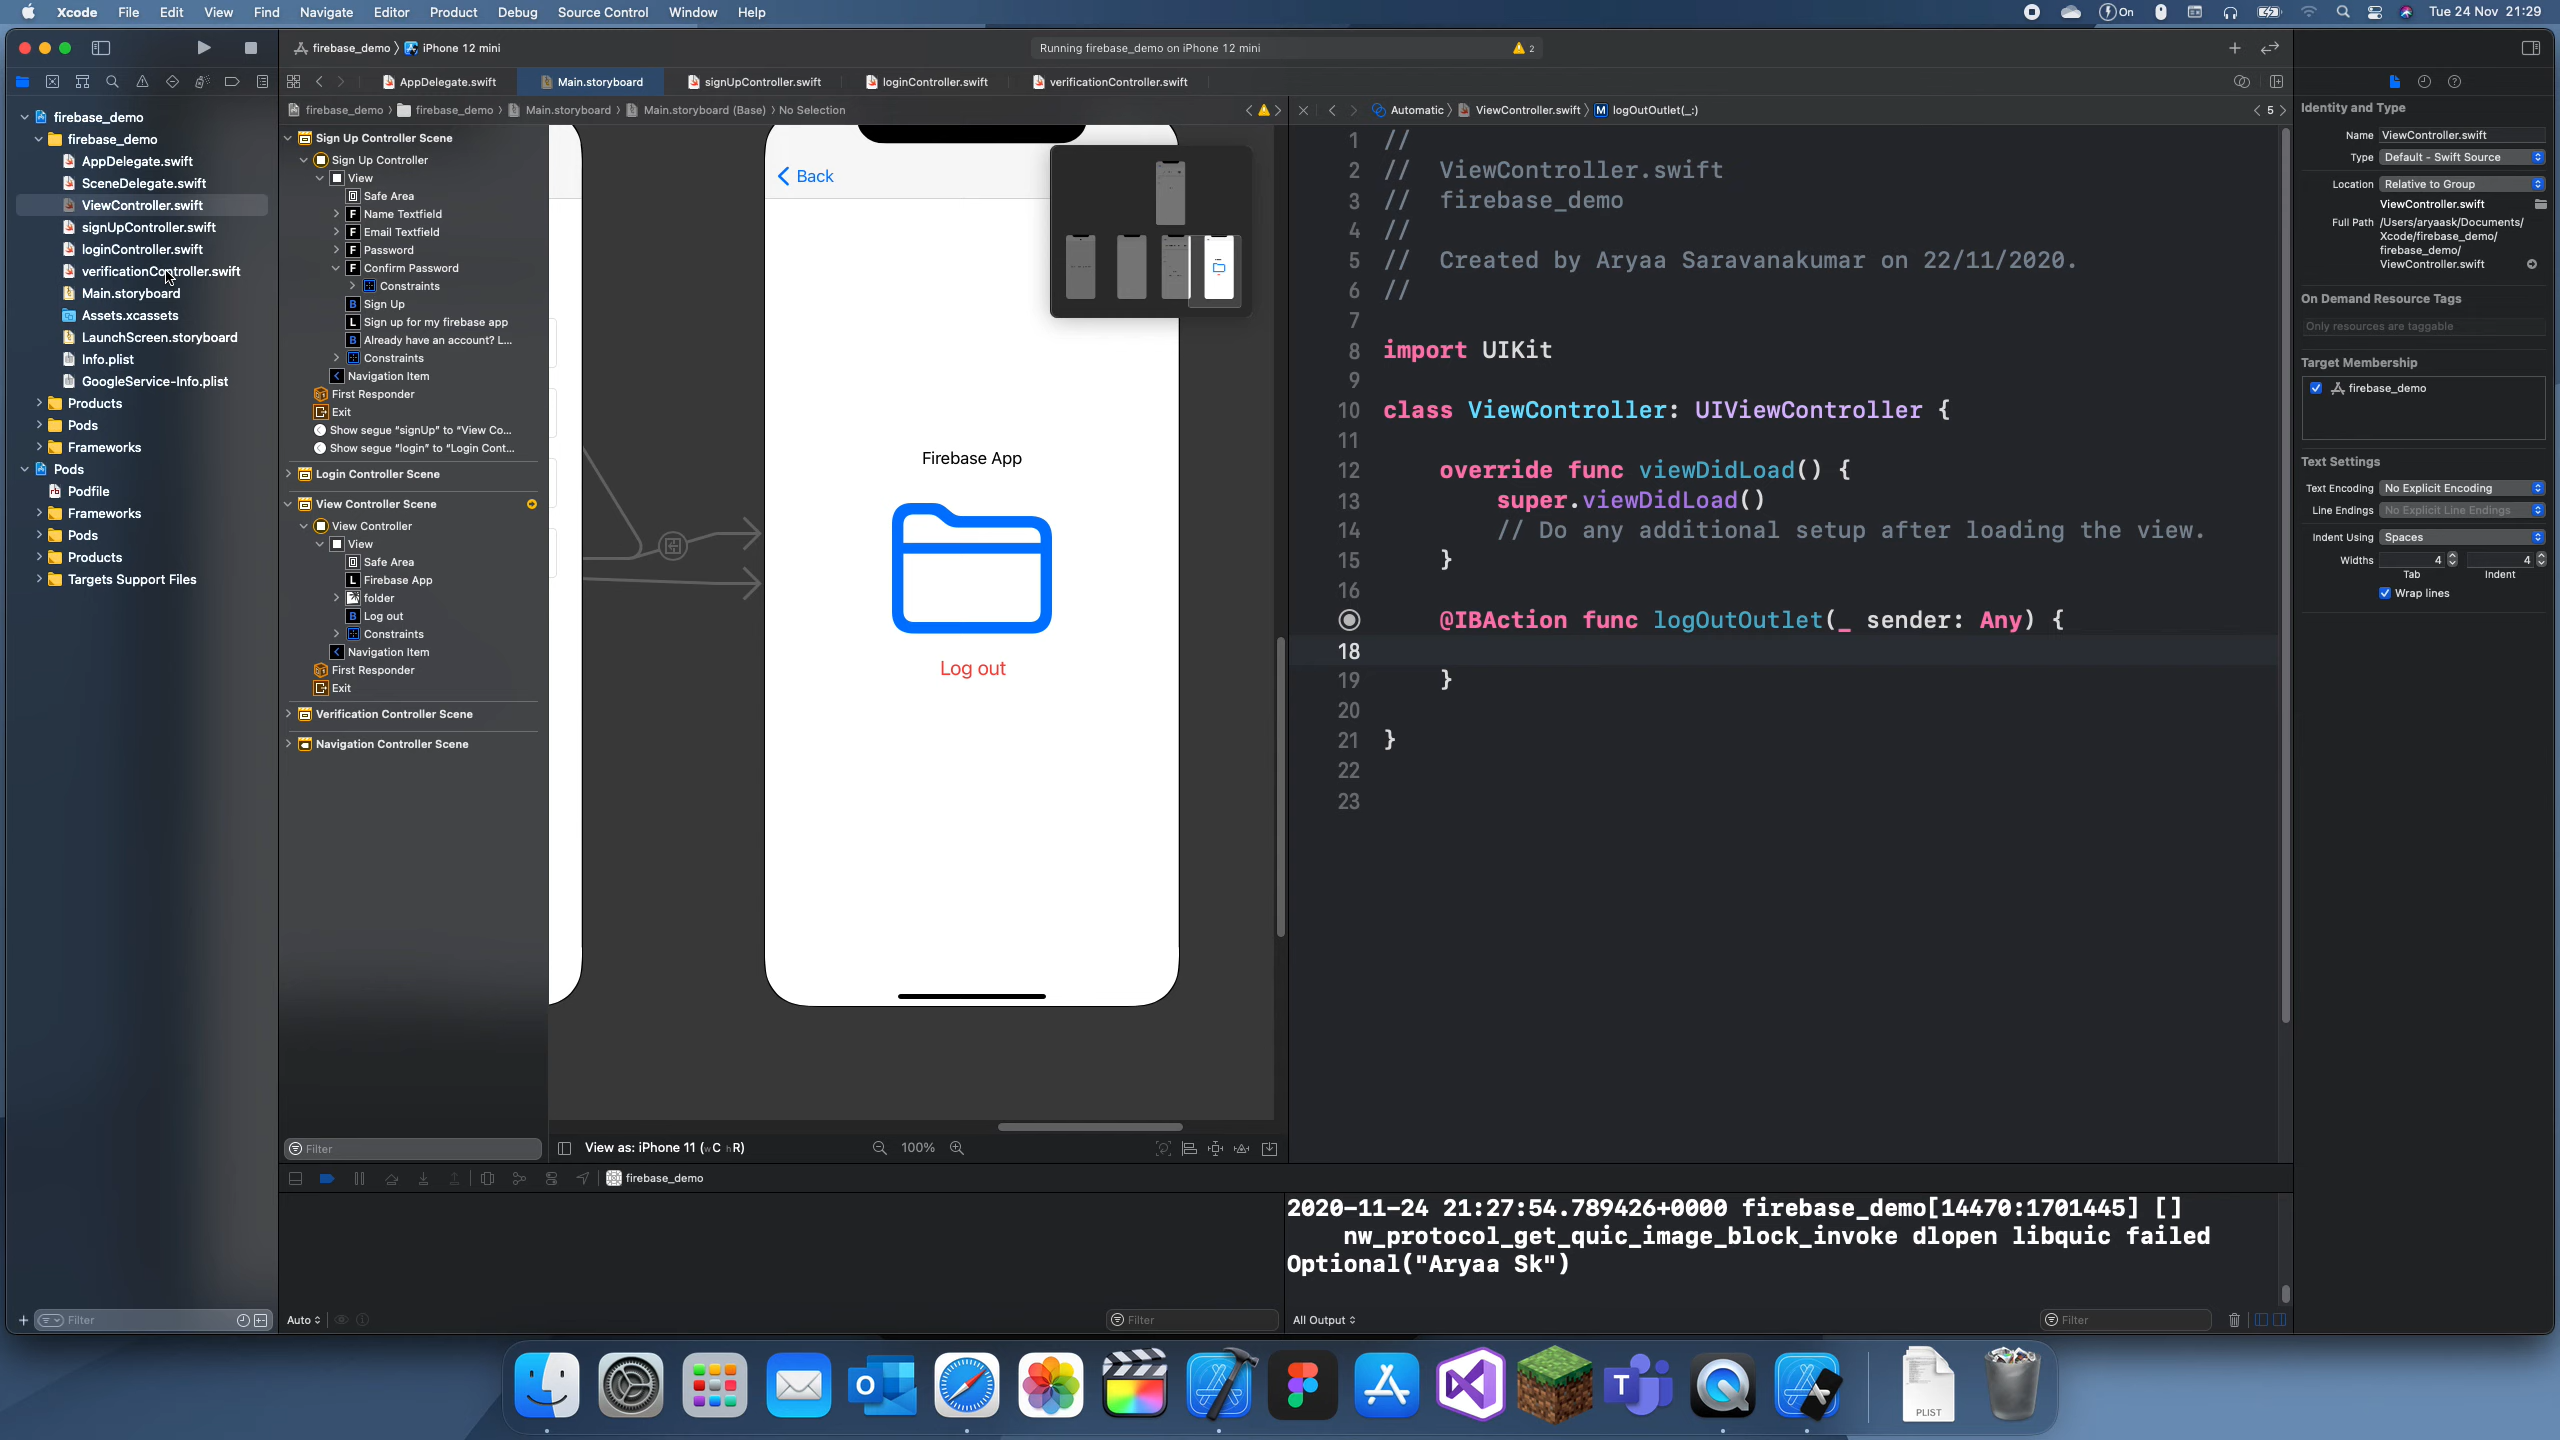 Xcode File Edit View Find Navigate Editor Product Debug Source Control Window Help
On Tue 24 Nov 21:29
firebase_demo iPhone 12 mini
Running firebase_demo on iPhone 12 mini
2
AppDelegate.swift Main.storyboard signUpController.swift loginController.swift verificationController.swift
firebase_demo firebase_demo Main.storyboard Main.storyboard (Base) No Selection
Automatic ViewController.swift M logOutOutlet(_:)
5
firebase_demo
firebase_demo
AppDelegate.swift
SceneDelegate.swift
ViewController.swift
signUpController.swift
loginController.swift
verificationController.swift
Main.storyboard
Assets.xcassets
LaunchScreen.storyboard
Info.plist
GoogleService-Info.plist
Products
Pods
Frameworks
Pods
Podfile
Frameworks
Pods
Products
Targets Support Files
Filter
Sign Up Controller Scene
Sign Up Controller
View
Safe Area
F Name Textfield
F Email Textfield
F Password
F Confirm Password
Constraints
B Sign Up
L Sign up for my firebase app
B Already have an account? L...
Constraints
Navigation Item
First Responder
Exit
Show segue “signUp” to “View Co...
Show segue “login” to “Login Cont...
Login Controller Scene
View Controller Scene
View Controller
View
Safe Area
L Firebase App
folder
B Log out
Constraints
Navigation Item
First Responder
Exit
Verification Controller Scene
Navigation Controller Scene
Filter
Back
Firebase App
Log out
View as: iPhone 11 (wC hR)
100%
1 //
2 // ViewController.swift
3 // firebase_demo
4 //
5 // Created by Aryaa Saravanakumar on 22/11/2020.
6 //
7
8 import UIKit
9
10 class ViewController: UIViewController {
11
12 override func viewDidLoad() {
13 super.viewDidLoad()
14 // Do any additional setup after loading the view.
15 }
16
@IBAction func logOutOutlet(_ sender: Any) {
18
19 }
20
21 }
22
23
firebase_demo
2020-11-24 21:27:54.789426+0000 firebase_demo[14470:1701445] []
nw_protocol_get_quic_image_block_invoke dlopen libquic failed
Optional("Aryaa Sk")
Auto
Filter
All Output
Filter
Identity and Type
Name ViewController.swift
Type Default - Swift Source
Location Relative to Group
ViewController.swift
Full Path /Users/aryaask/Documents/
Xcode/firebase_demo/
firebase_demo/
ViewController.swift
On Demand Resource Tags
Only resources are taggable
Target Membership
firebase_demo
Text Settings
Text Encoding No Explicit Encoding
Line Endings No Explicit Line Endings
Indent Using Spaces
Widths 4 4
Tab Indent
Wrap lines
PLIST